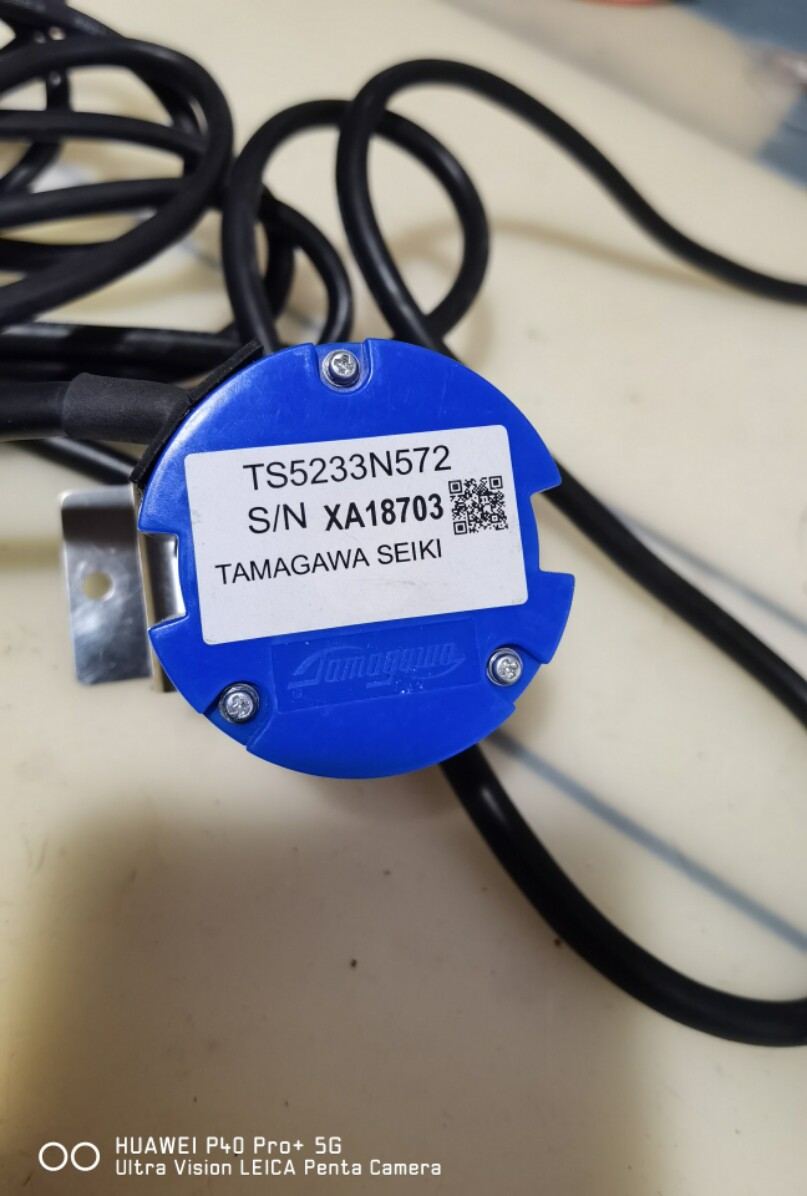 TS5233N572
S/N XA18703
TAMAGAWA SEIKI
Tamagawa
HUAWEI P40 Pro+ 5G
Ultra Vision LEICA Penta Camera